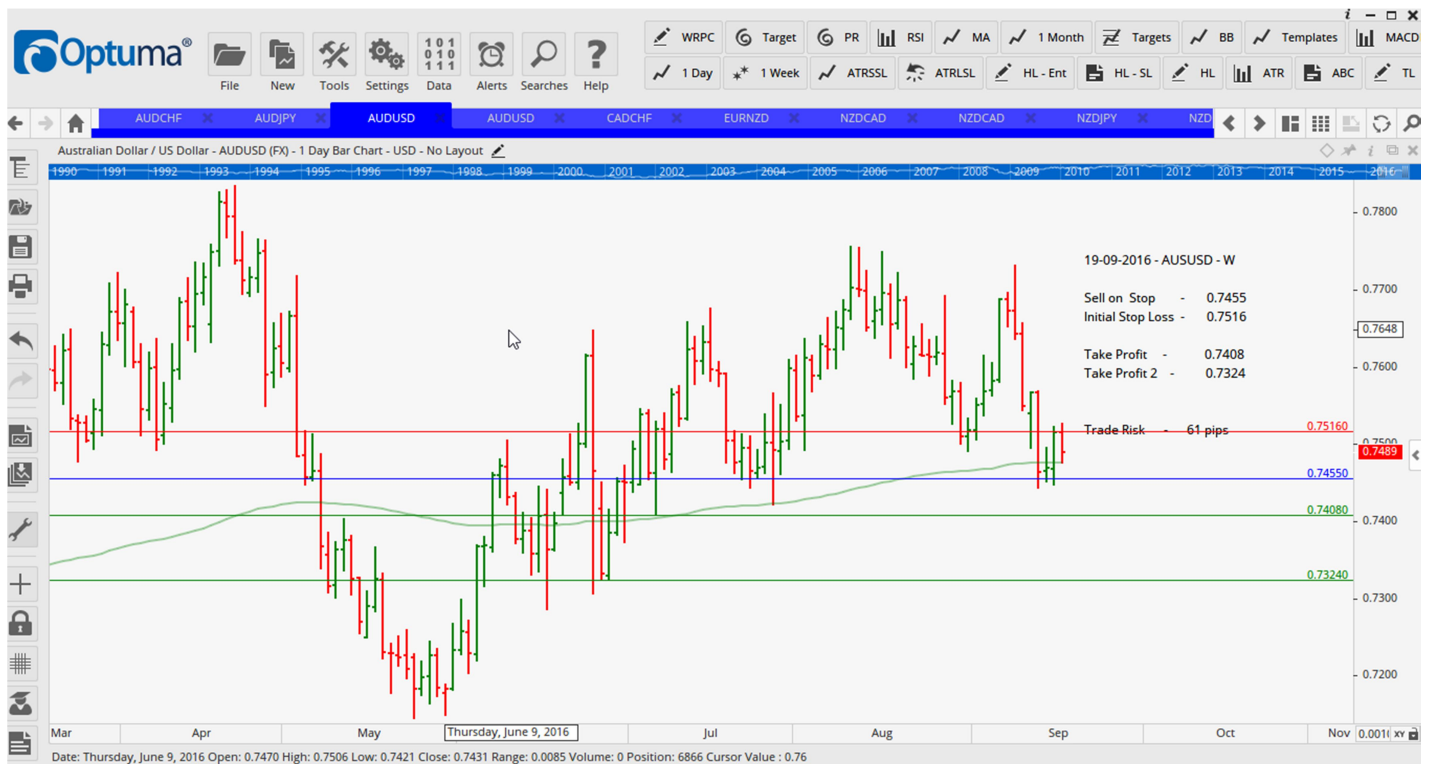 Optuma®
File
New
Tools
Settings
101
010
111
Data
Alerts
Searches
?
Help
WRPC
Target
PR
RSI
MA
1 Month
Targets
BB
Templates
MACD
1 Day
1 Week
ATRSSL
ATRLSL
HL - Ent
HL - SL
HL
ATR
ABC
TL
AUDCHF
AUDJPY
AUDUSD
AUDUSD
CADCHF
EURNZD
NZDCAD
NZDCAD
NZDJPY
NZD
Australian Dollar / US Dollar - AUDUSD (FX) - 1 Day Bar Chart - USD - No Layout
1990 1991 1992 1993 1994 1995 1996 1997 1998 1999 2000 2001 2002 2003 2004 2005 2006 2007 2008 2009 2010 2011 2012 2013 2014 2015 2016
19-09-2016 - AUSUSD - W
Sell on Stop - 0.7455
Initial Stop Loss - 0.7516
Take Profit - 0.7408
Take Profit 2 - 0.7324
Trade Risk - 61 pips
0.75160
0.74550
0.74080
0.73240
0.7800
0.7700
0.7648
0.7600
0.7500
0.7489
0.7400
0.7300
0.7200
Mar Apr May Thursday, June 9, 2016 Jul Aug Sep Oct Nov
XY
Date: Thursday, June 9, 2016 Open: 0.7470 High: 0.7506 Low: 0.7421 Close: 0.7431 Range: 0.0085 Volume: 0 Position: 6866 Cursor Value : 0.76